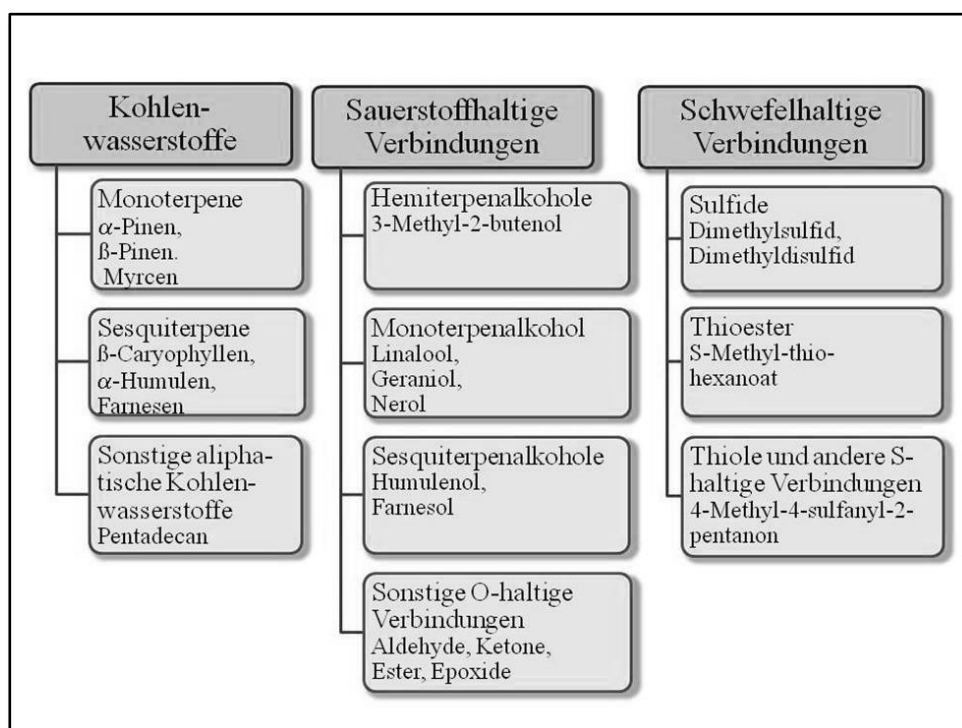 Kohlen-
wasserstoffe
Monoterpene
α-Pinen,
ß-Pinen.
Myrcen
Sesquiterpene
ß-Caryophyllen,
α-Humulen,
Farnesen
Sonstige alipha-
tische Kohlen-
wasserstoffe
Pentadecan
Sauerstoffhaltige
Verbindungen
Hemiterpenalkohole
3-Methyl-2-butenol
Monoterpenalkohol
Linalool,
Geraniol,
Nerol
Sesquiterpenalkohole
Humulenol,
Farnesol
Sonstige O-haltige
Verbindungen
Aldehyde, Ketone,
Ester, Epoxide
Schwefelhaltige
Verbindungen
Sulfide
Dimethylsulfid,
Dimethyldisulfid
Thioester
S-Methyl-thio-
hexanoat
Thiole und andere S-
haltige Verbindungen
4-Methyl-4-sulfanyl-2-
pentanon